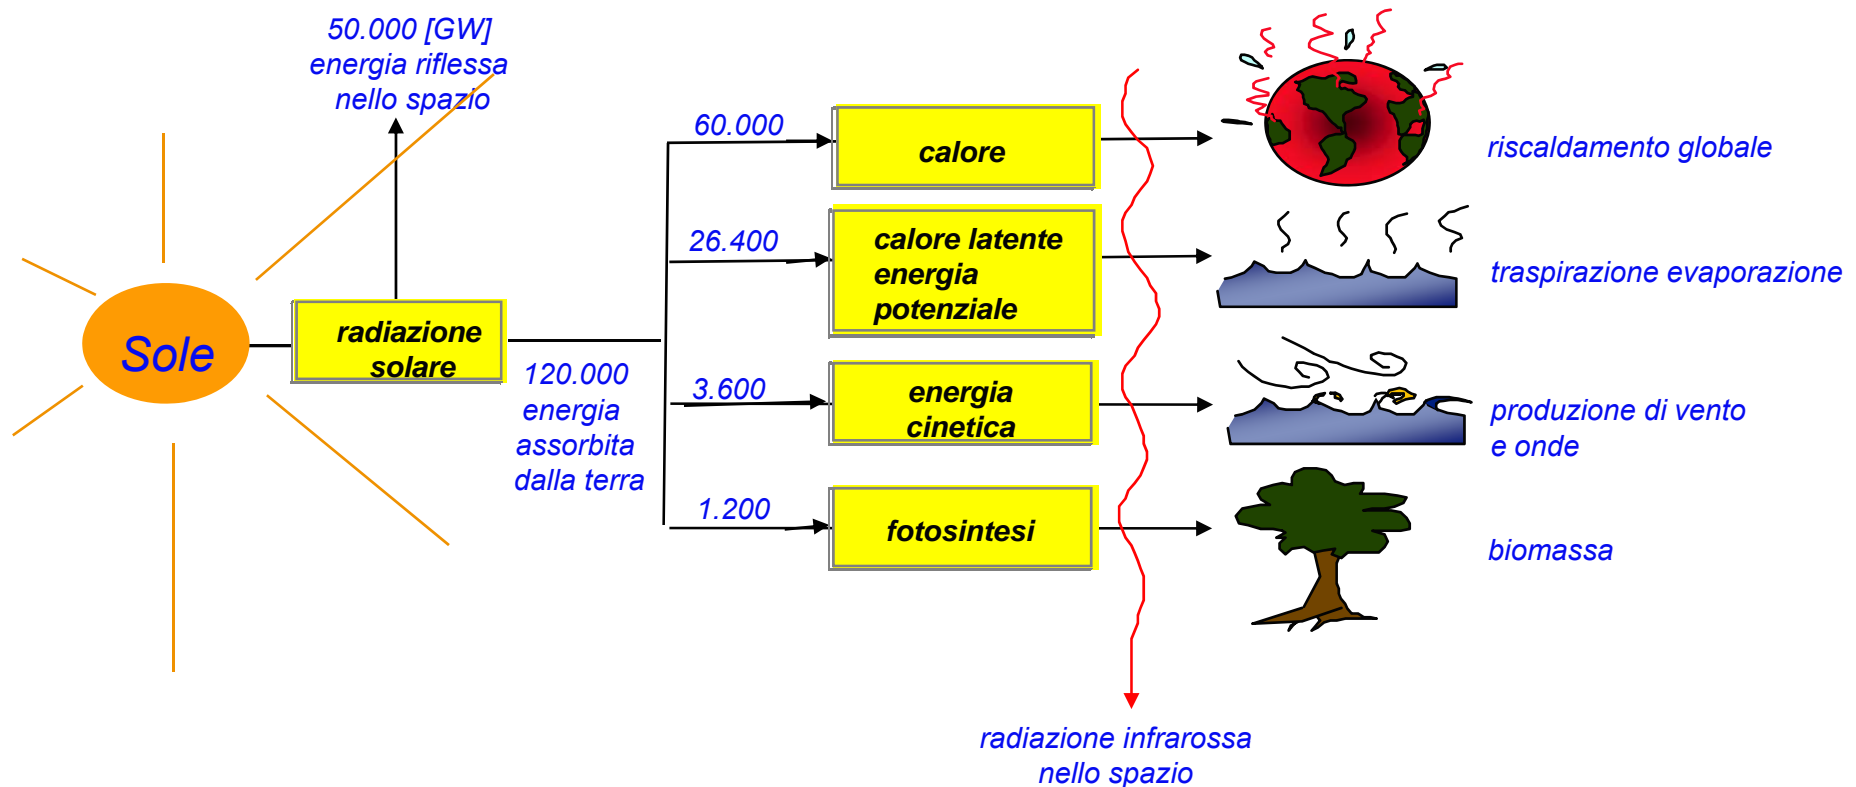 50.000 [GW]
energia riflessa
nello spazio
Sole
radiazione
solare
120.000
energia
assorbita
dalla terra
60.000
calore
riscaldamento globale
26.400
calore latente
energia
potenziale
traspirazione evaporazione
3.600
energia
cinetica
produzione di vento
e onde
1.200
fotosintesi
biomassa
radiazione infrarossa
nello spazio